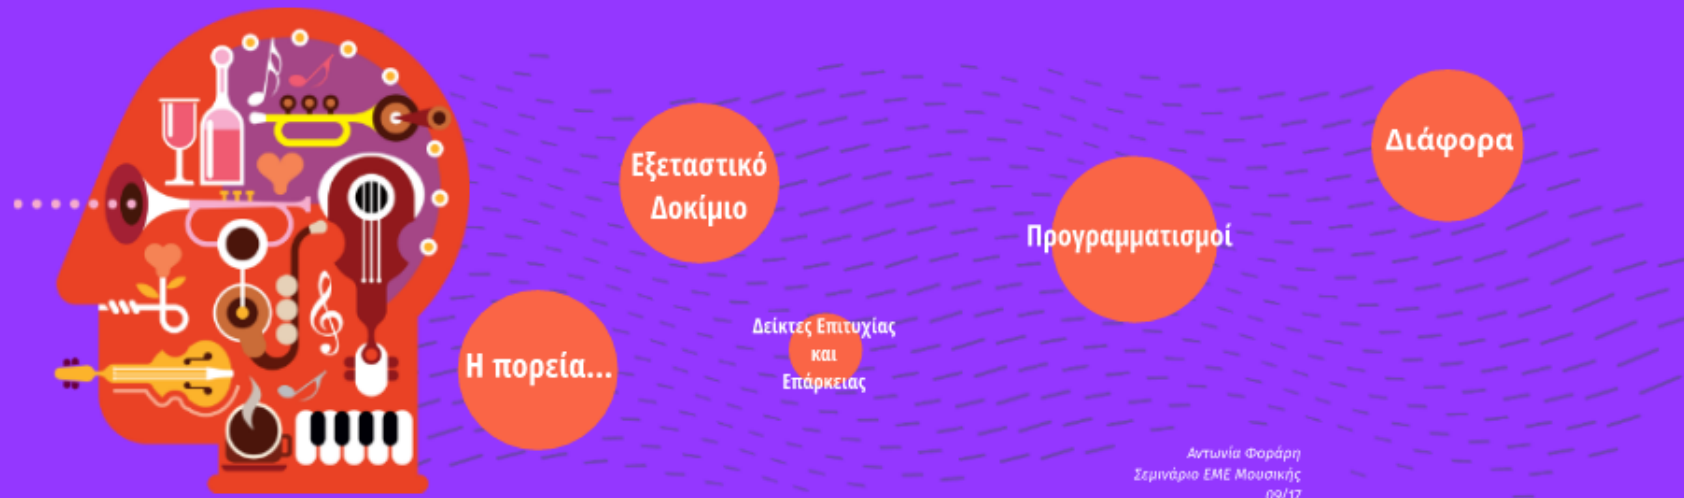 Η πορεία...
Εξεταστικό
Δοκίμιο
Δείκτες Επιτυχίας
και
Επάρκειας
Προγραμματισμοί
Διάφορα
Αντωνία Φοράρη
Σεμινάριο ΕΜΕ Μουσικής
09/17